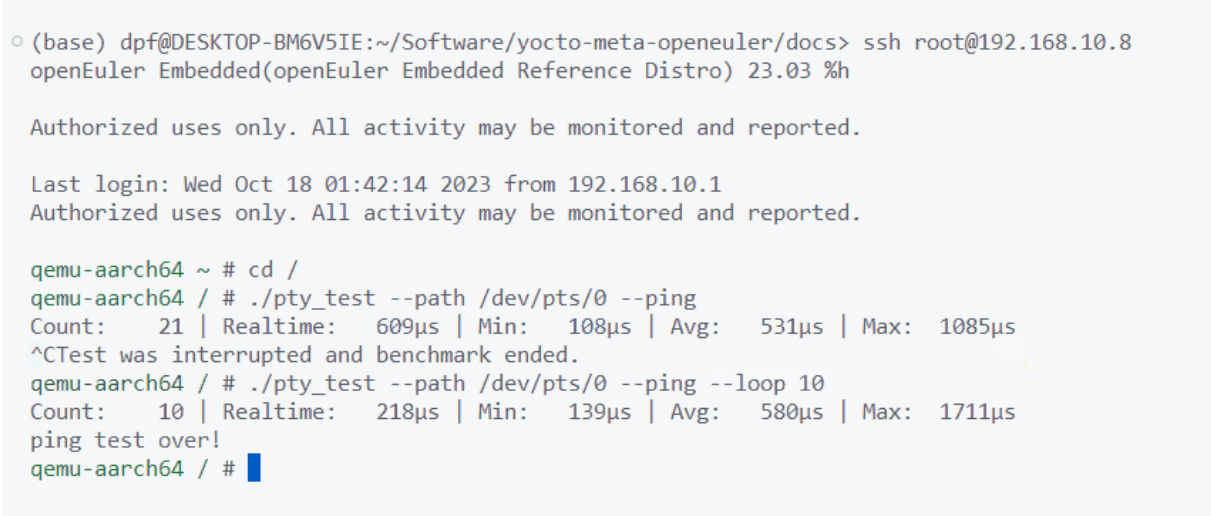 (base) dpf@DESKTOP-BM6V5IE:~/Software/yocto-meta-openeuler/docs> ssh root@192.168.10.8
openEuler Embedded(openEuler Embedded Reference Distro) 23.03 %h
Authorized uses only. All activity may be monitored and reported.
Last login: Wed Oct 18 01:42:14 2023 from 192.168.10.1
Authorized uses only. All activity may be monitored and reported.
qemu-aarch64 ~ # cd /
qemu-aarch64 / # ./pty_test --path /dev/pts/0 --ping
Count:    21 | Realtime:   609μs | Min:   108μs | Avg:   531μs | Max:  1085μs
^CTest was interrupted and benchmark ended.
qemu-aarch64 / # ./pty_test --path /dev/pts/0 --ping --loop 10
Count:    10 | Realtime:   218μs | Min:   139μs | Avg:   580μs | Max:  1711μs
ping test over!
qemu-aarch64 / #